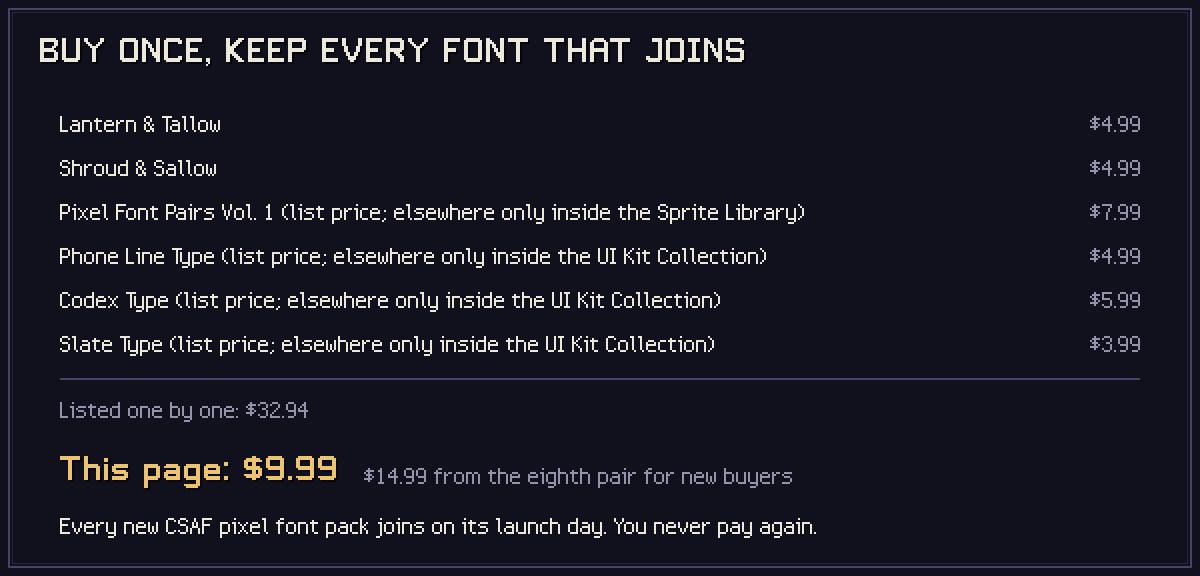 BUY ONCE, KEEP EVERY FONT THAT JOINS
Lantern & Tallow $4.99
Shroud & Sallow $4.99
Pixel Font Pairs Vol. 1 (list price; elsewhere only inside the Sprite Library) $7.99
Phone Line Type (list price; elsewhere only inside the UI Kit Collection) $4.99
Codex Type (list price; elsewhere only inside the UI Kit Collection) $5.99
Slate Type (list price; elsewhere only inside the UI Kit Collection) $3.99
Listed one by one: $32.94
This page: $9.99 $14.99 from the eighth pair for new buyers
Every new CSAF pixel font pack joins on its launch day. You never pay again.